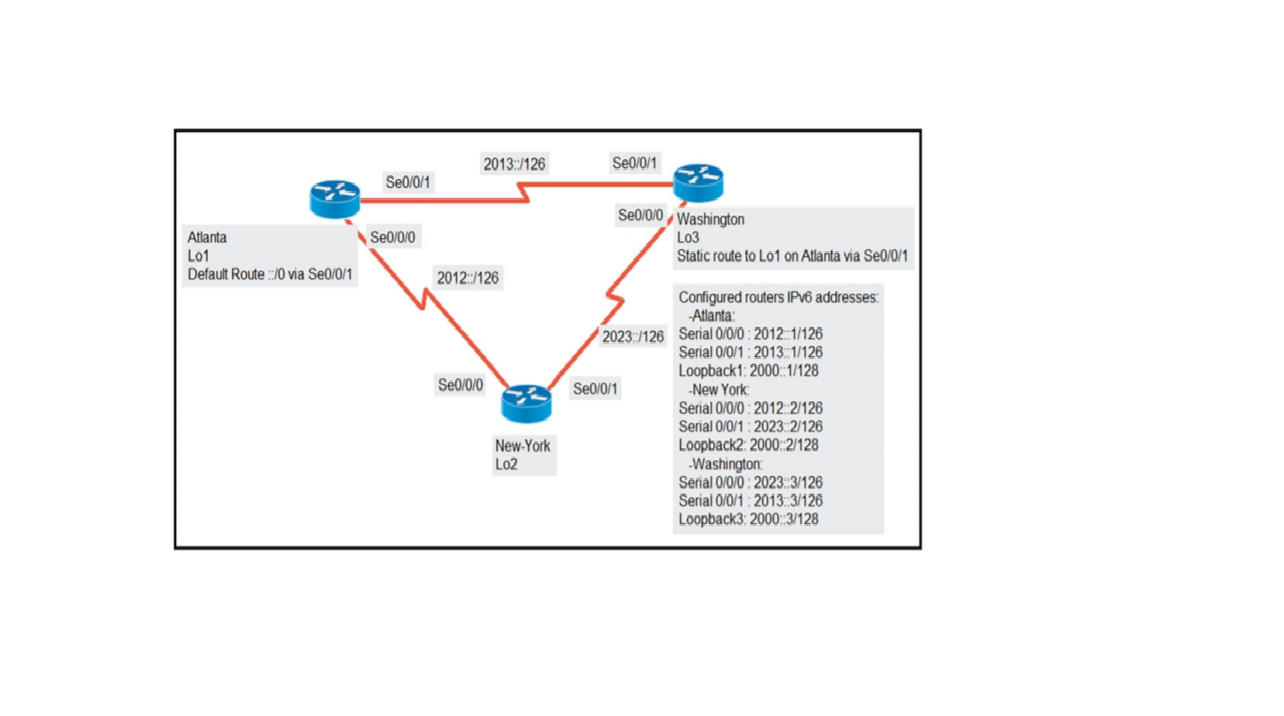 2013::/126
Se0/0/1
Se0/0/1
Se0/0/0
Washington
Lo3
Static route to Lo1 on Atlanta via Se0/0/1
Se0/0/0
Atlanta
Lo1
Default Route ::/0 via Se0/0/1
2012::/126
2023::/126
Se0/0/0
Se0/0/1
New-York
Lo2
Configured routers IPv6 addresses:
-Atlanta:
Serial 0/0/0 : 2012::1/126
Serial 0/0/1 : 2013::1/126
Loopback1: 2000::1/128
-New York:
Serial 0/0/0 : 2012::2/126
Serial 0/0/1 : 2023::2/126
Loopback2: 2000::2/128
-Washington:
Serial 0/0/0 : 2023::3/126
Serial 0/0/1 : 2013::3/126
Loopback3: 2000::3/128